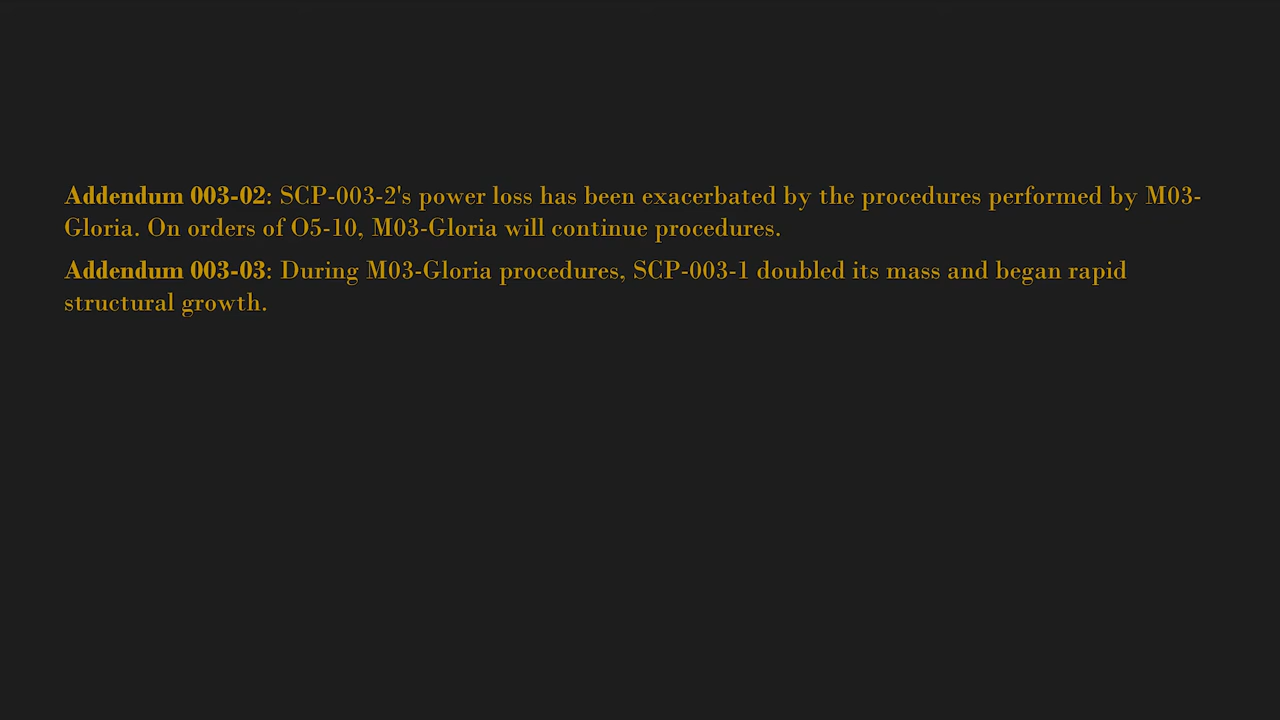 Addendum 003-02: SCP-003-2's power loss has been exacerbated by the procedures performed by M03-
Gloria. On orders of O5-10, M03-Gloria will continue procedures.
Addendum 003-03: During M03-Gloria procedures, SCP-003-1 doubled its mass and began rapid
structural growth.